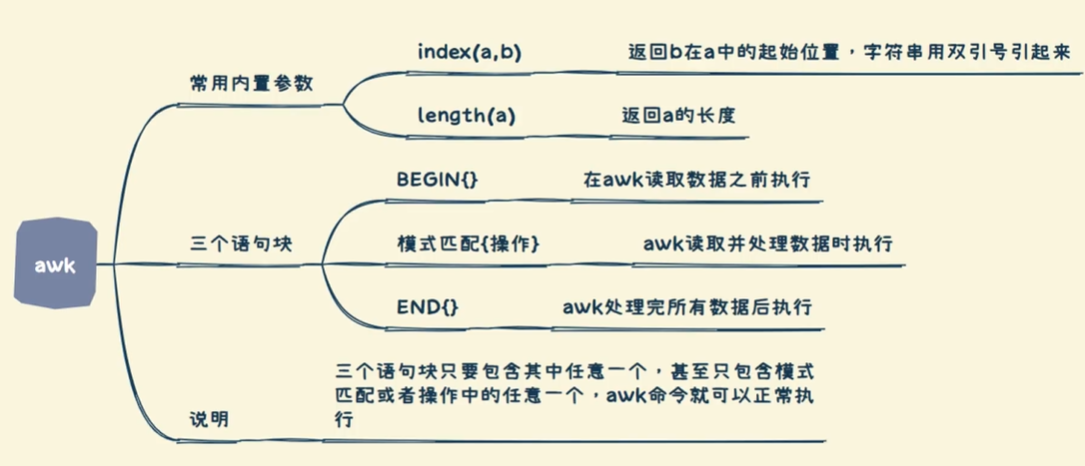 awk
常用内置参数
index(a,b)
返回b在a中的起始位置，字符串用双引号引起来
length(a)
返回a的长度
三个语句块
BEGIN{}
在awk读取数据之前执行
模式匹配{操作}
awk读取并处理数据时执行
END{}
awk处理完所有数据后执行
说明
三个语句块只要包含其中任意一个，甚至只包含模式
匹配或者操作中的任意一个，awk命令就可以正常执
行